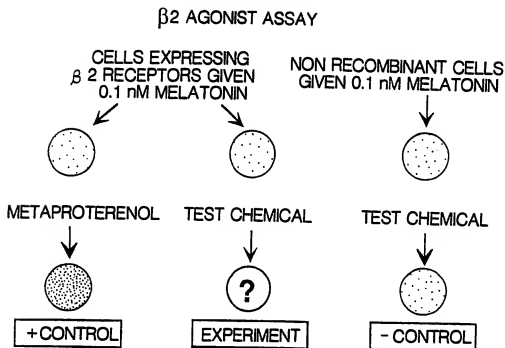 β2 AGONIST ASSAY
CELLS EXPRESSING
β 2 RECEPTORS GIVEN
0.1 nM MELATONIN
NON RECOMBINANT CELLS
GIVEN 0.1 nM MELATONIN
METAPROTERENOL
TEST CHEMICAL
TEST CHEMICAL
?
+CONTROL
EXPERIMENT
-CONTROL